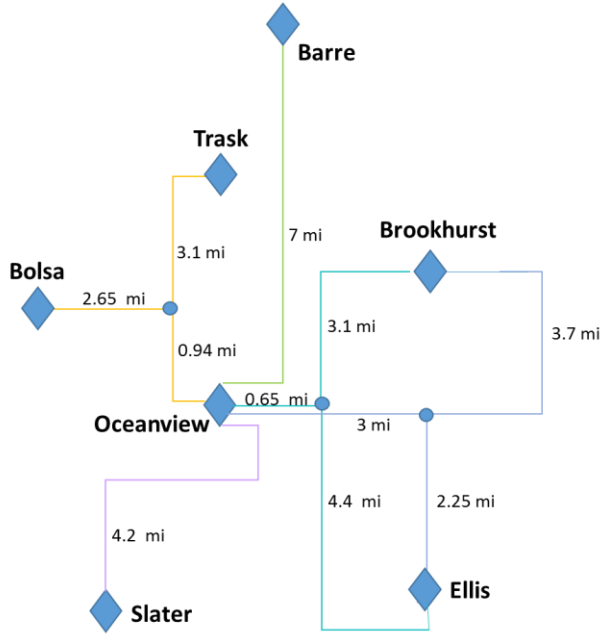 Barre
Trask
7 mi
Brookhurst
3.1 mi
Bolsa
2.65 mi
3.1 mi
3.7 mi
0.94 mi
0.65 mi
Oceanview
3 mi
4.4 mi
2.25 mi
4.2 mi
Ellis
Slater